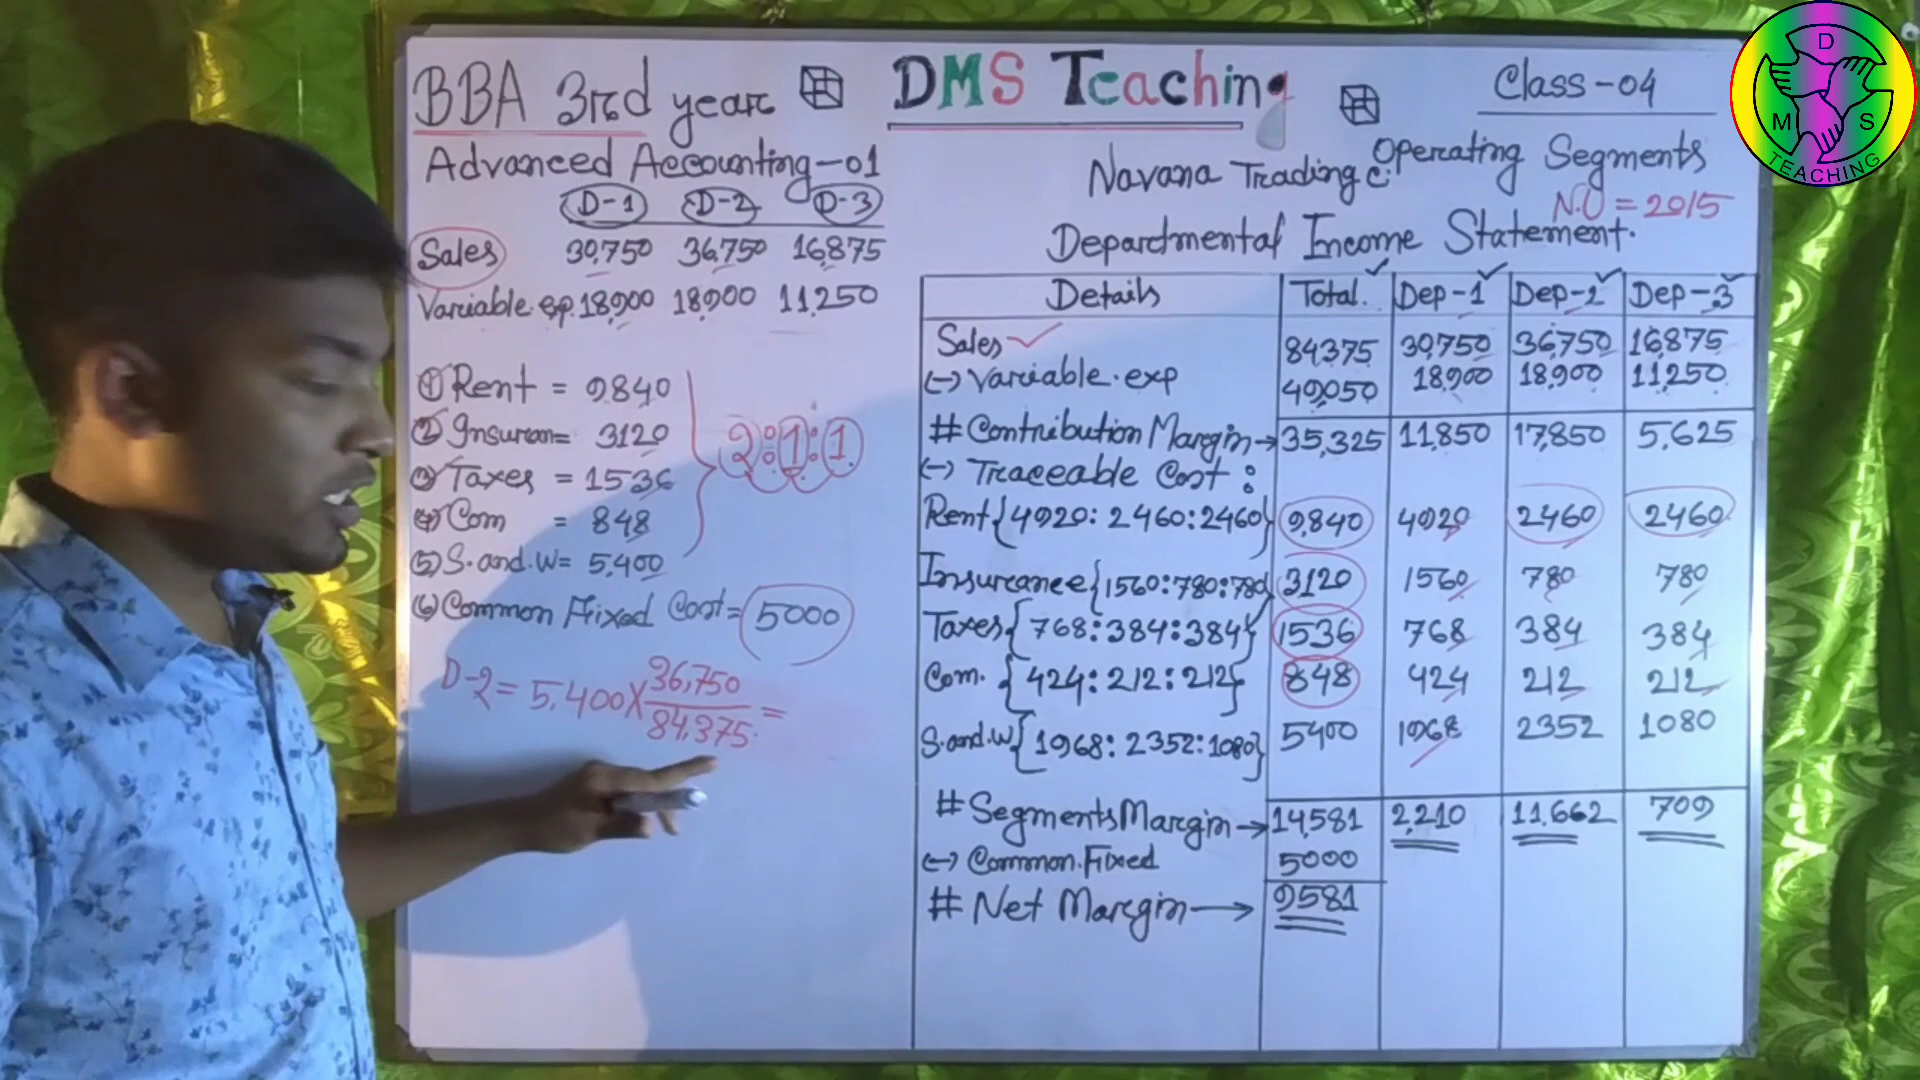 BBA 3rd year
DMS Teaching
Class-04
Advanced Accounting-01
D-1 D-2 D-3
Sales 30,750 36,750 16,875
Variable.exp. 18,900 18,900 11,250
① Rent = 9840
② Insuran= 3120
③ Taxes = 1536
④ Com = 848
2:1:1
⑤ S.and.w= 5,400
⑥ Common Fixed Cost= 5000
D-2= 5,400 X 36,750
84,375 =
Operating Segments
Navana Trading C:
N.U = 2015
Departmental Income Statement.
Details Total. Dep-1 Dep-2 Dep-3
Sales 84375 30,750 36,750 16,875
(-) Variable.exp 49,050 18,900 18,900 11,250
# Contribution Margin→ 35,325 11,850 17,850 5,625
(-) Traceable Cost :
Rent{4920: 2460:2460} 9,840 4920 2460 2460
Insurance{1560:780:780} 3120 1560 780 780
Taxes{768:384:384} 1536 768 384 384
Com.{424:212:212} 848 424 212 212
S.and.W{1968: 2352:1080} 5400 1968 2352 1080
# Segments Margin→ 14,581 2,210 11,662 709
(-) Common.Fixed 5000
# Net Margin→ 9581
D
M S
TEACHING